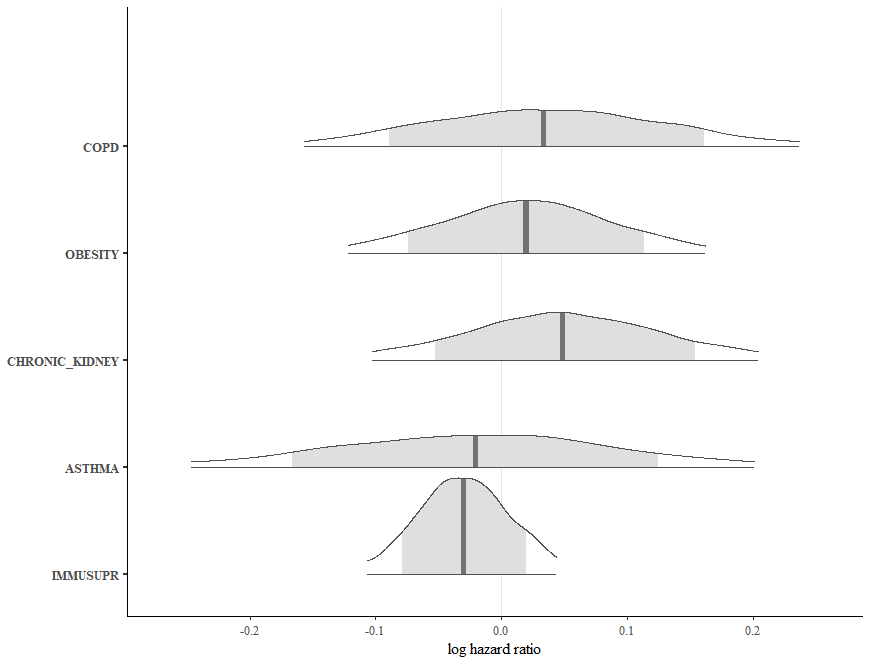 COPD
OBESITY
CHRONIC_KIDNEY
ASTHMA
IMMUSUPR
-0.2 -0.1 0.0 0.1 0.2
log hazard ratio